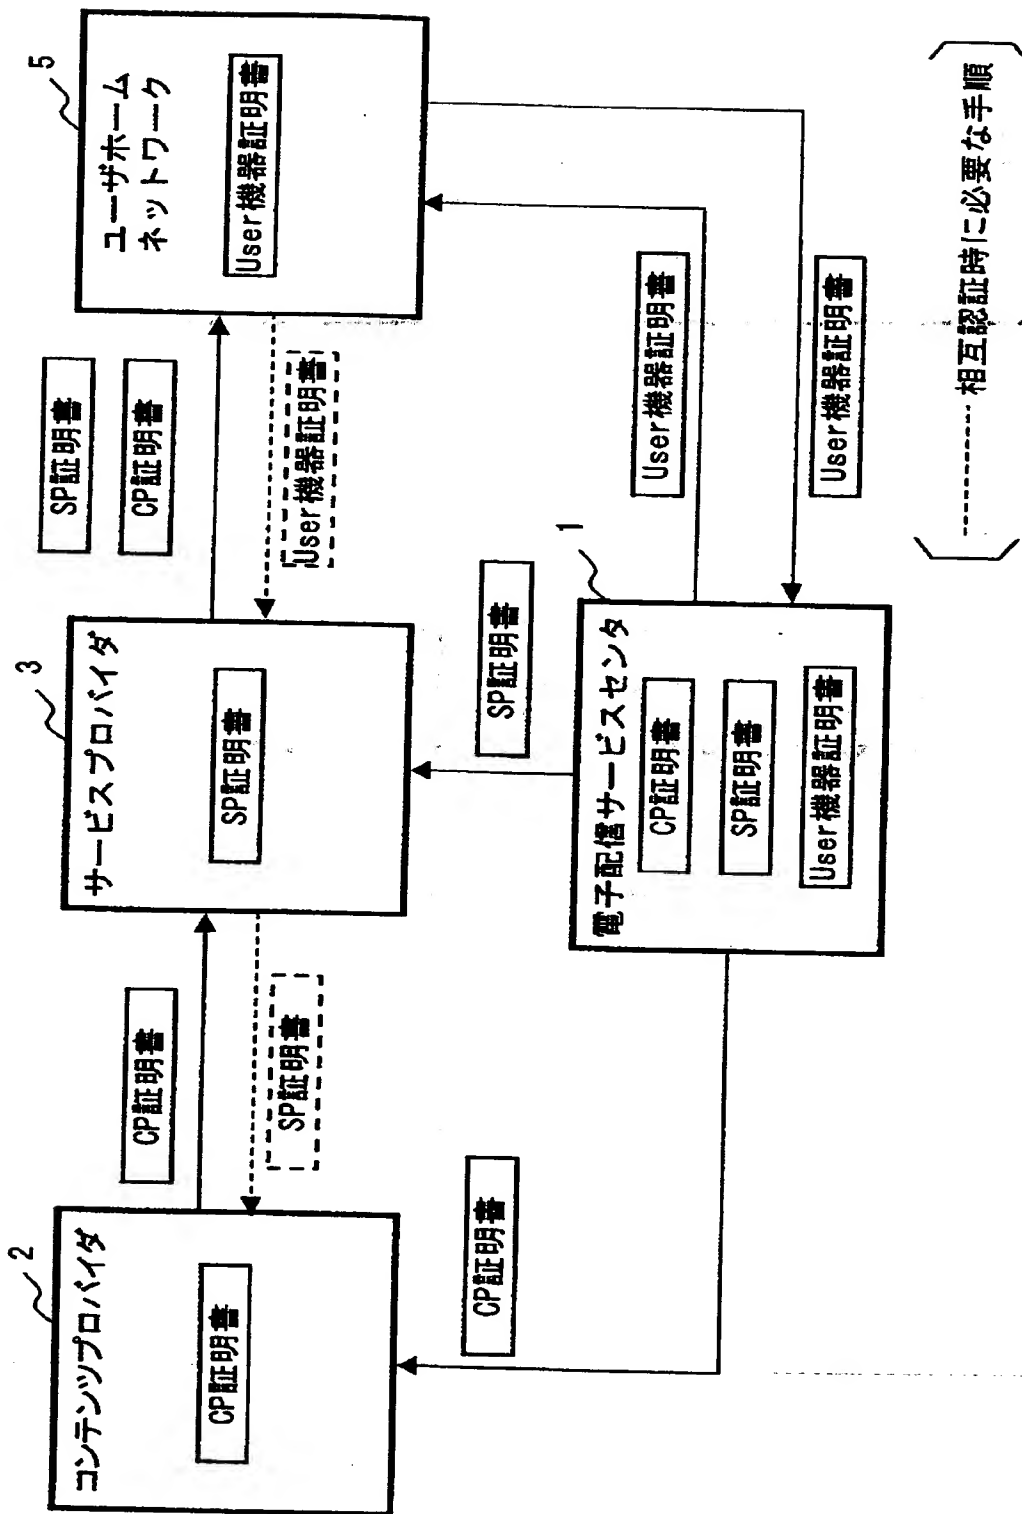 2
コンテンツプロバイダ
CP証明書
CP証明書
SP証明書
3
サービスプロバイダ
SP証明書
SP証明書
CP証明書
User機器証明書
5
ユーザホーム
ネットワーク
User機器証明書
CP証明書
SP証明書
1
電子配信サービスセンタ
CP証明書
SP証明書
User機器証明書
User機器証明書
User機器証明書
相互認証時に必要な手順